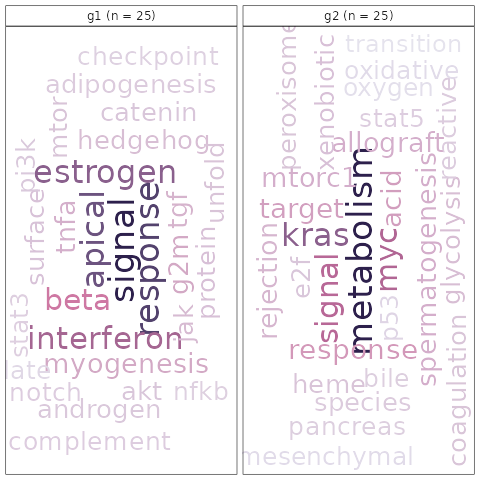 g1 (n = 25)
checkpoint
adipogenesis
mtor
catenin
hedgehog
pi3k
estrogen
unfold
surface
tnfa
apical
signal
response
tgf
g2m
protein
beta
jak
stat3
interferon
late
myogenesis
notch
akt
nfkb
androgen
complement
g2 (n = 25)
peroxisome
xenobiotic
transition
oxidative
oxygen
reactive
stat5
allograft
mtorc1
metabolism
acid
spermatogenesis
target
glycolysis
kras
myc
rejection
e2f
signal
p53
response
coagulation
heme
bile
species
pancreas
mesenchymal